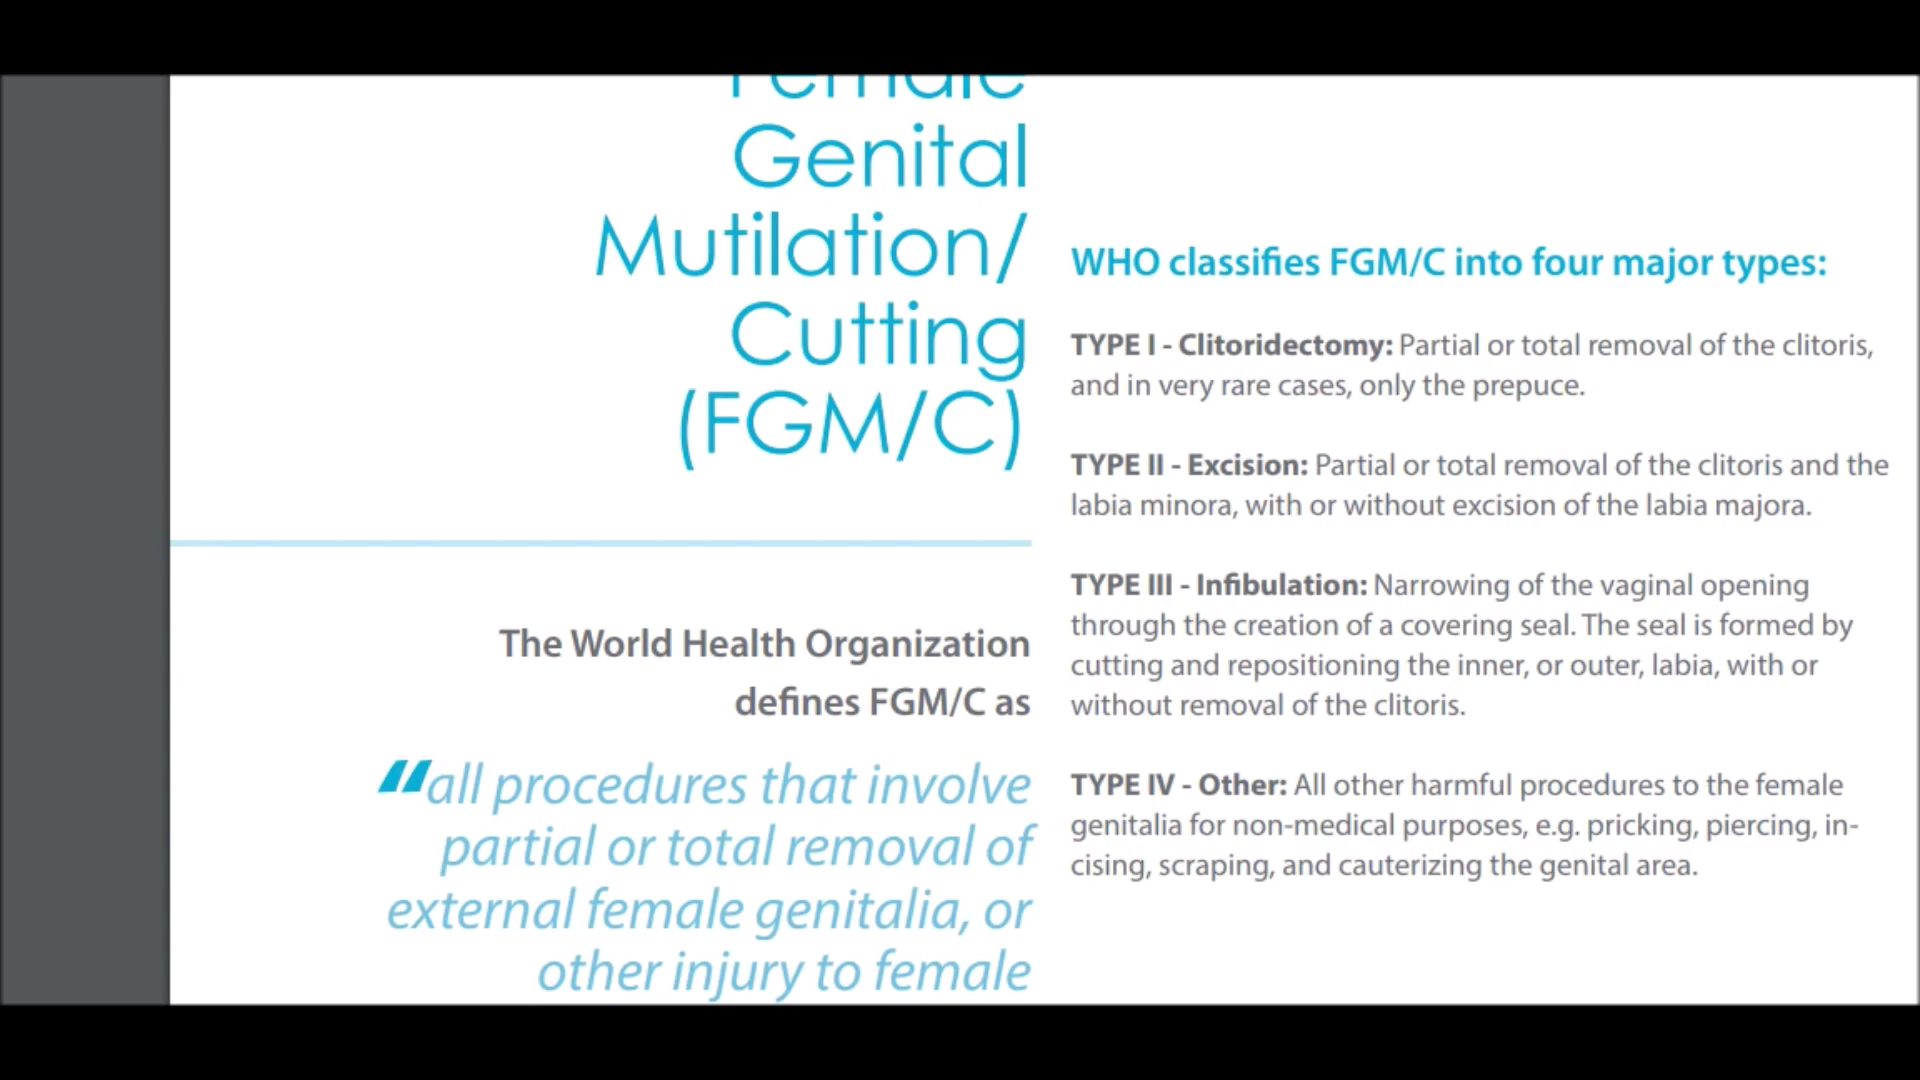 Female
Genital
Mutilation/
Cutting
(FGM/C)
The World Health Organization
defines FGM/C as
“all procedures that involve
partial or total removal of
external female genitalia, or
other injury to female
WHO classifies FGM/C into four major types:
TYPE I - Clitoridectomy: Partial or total removal of the clitoris,
and in very rare cases, only the prepuce.
TYPE II - Excision: Partial or total removal of the clitoris and the
labia minora, with or without excision of the labia majora.
TYPE III - Infibulation: Narrowing of the vaginal opening
through the creation of a covering seal. The seal is formed by
cutting and repositioning the inner, or outer, labia, with or
without removal of the clitoris.
TYPE IV - Other: All other harmful procedures to the female
genitalia for non-medical purposes, e.g. pricking, piercing, in-
cising, scraping, and cauterizing the genital area.